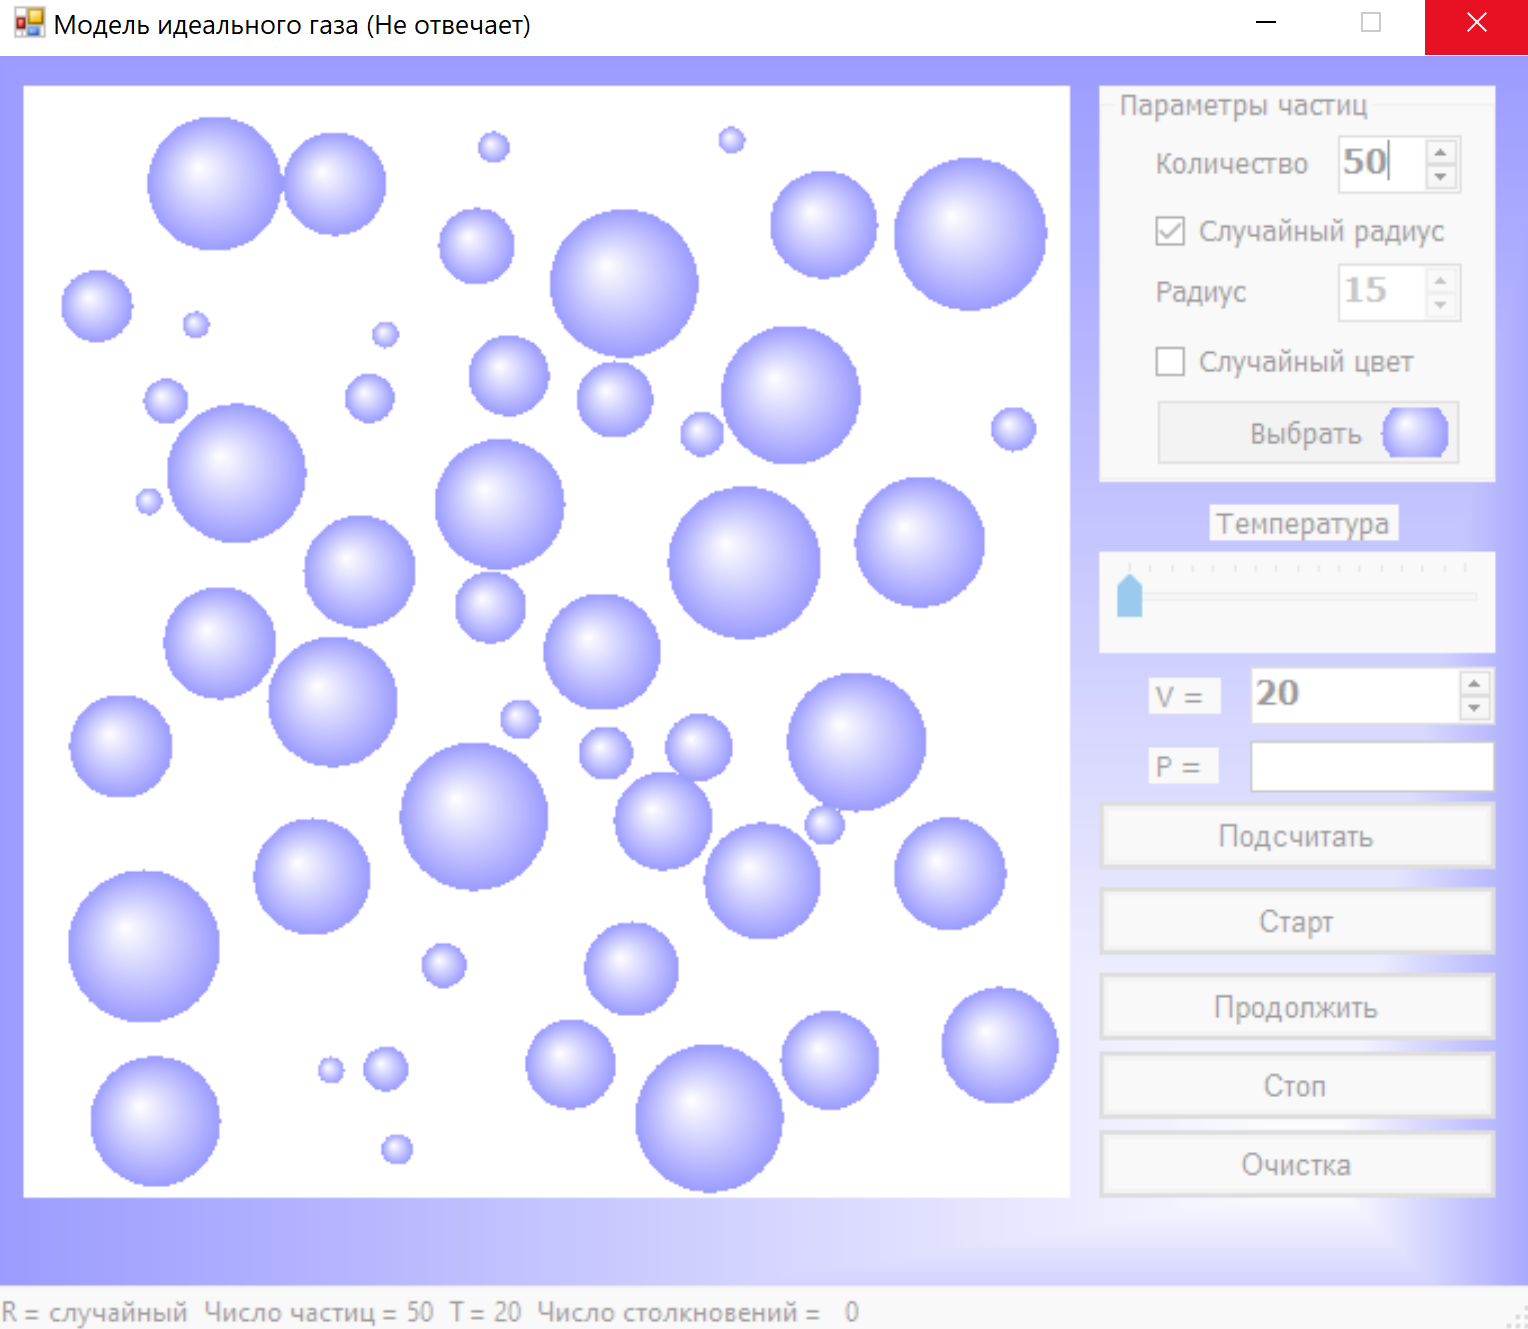 Модель идеального газа (Не отвечает)
Параметры частиц
Количество 50
Случайный радиус
Радиус 15
Случайный цвет
Выбрать
Температура
V = 20
P =
Подсчитать
Старт
Продолжить
Стоп
Очистка
R = случайный Число частиц = 50 T = 20 Число столкновений = 0